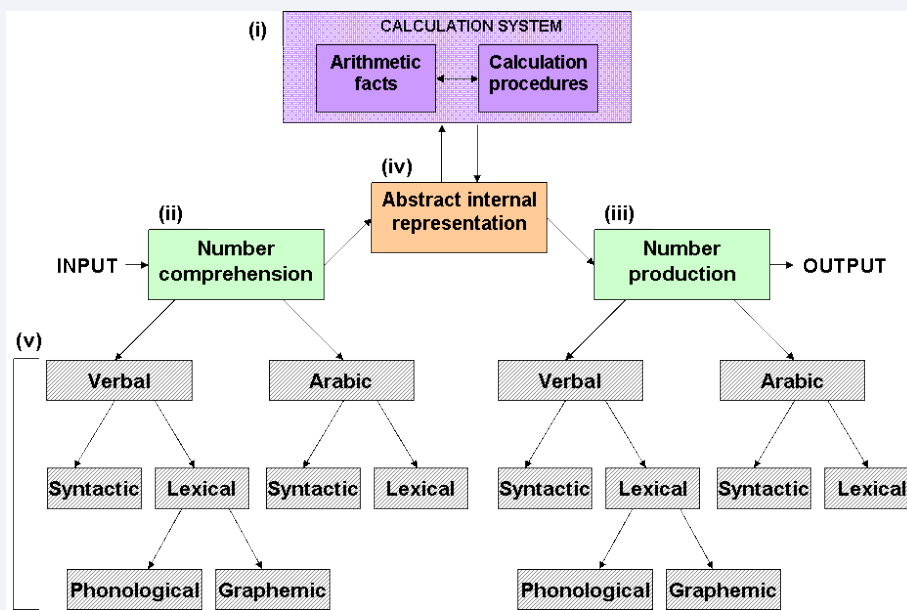 (i)
CALCULATION SYSTEM
Arithmetic
facts
Calculation
procedures
(iv)
Abstract internal
representation
(ii)
(iii)
INPUT
Number
comprehension
Number
production
OUTPUT
(v)
Verbal
Arabic
Verbal
Arabic
Syntactic
Lexical
Syntactic
Lexical
Syntactic
Lexical
Syntactic
Lexical
Phonological
Graphemic
Phonological
Graphemic